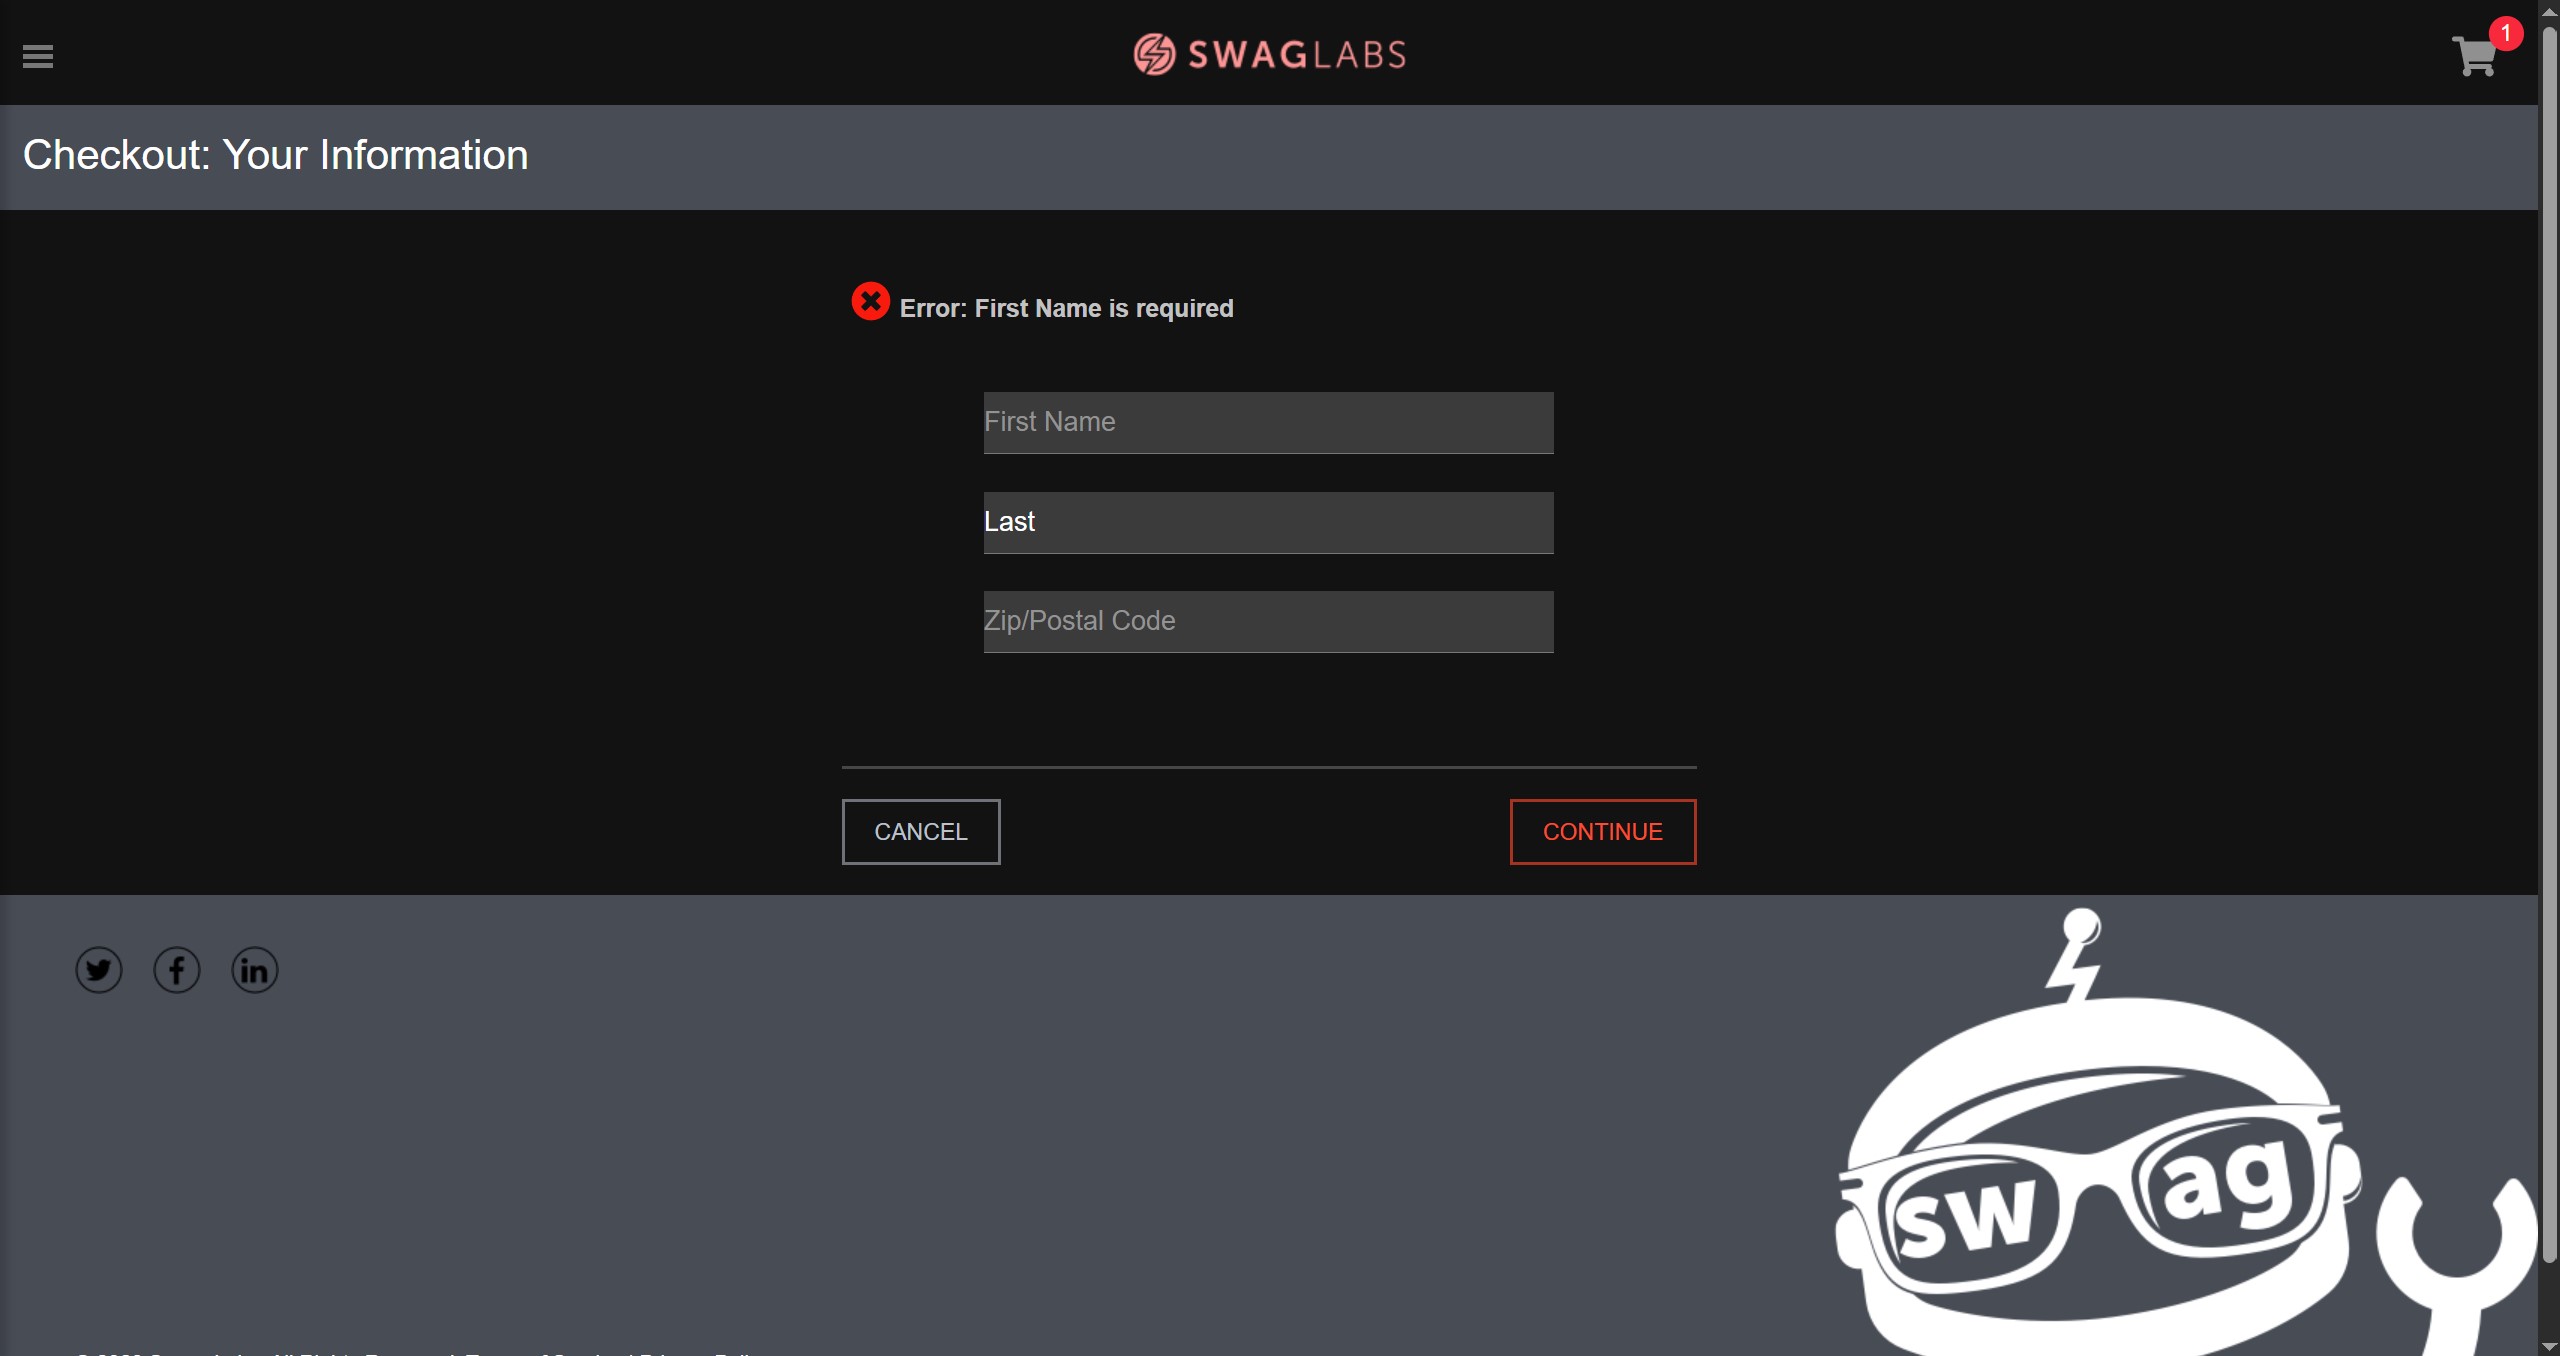 SWAGLABS
1
Checkout: Your Information
Error: First Name is required
First Name
Last
Zip/Postal Code
CANCEL
CONTINUE
in
sw ag